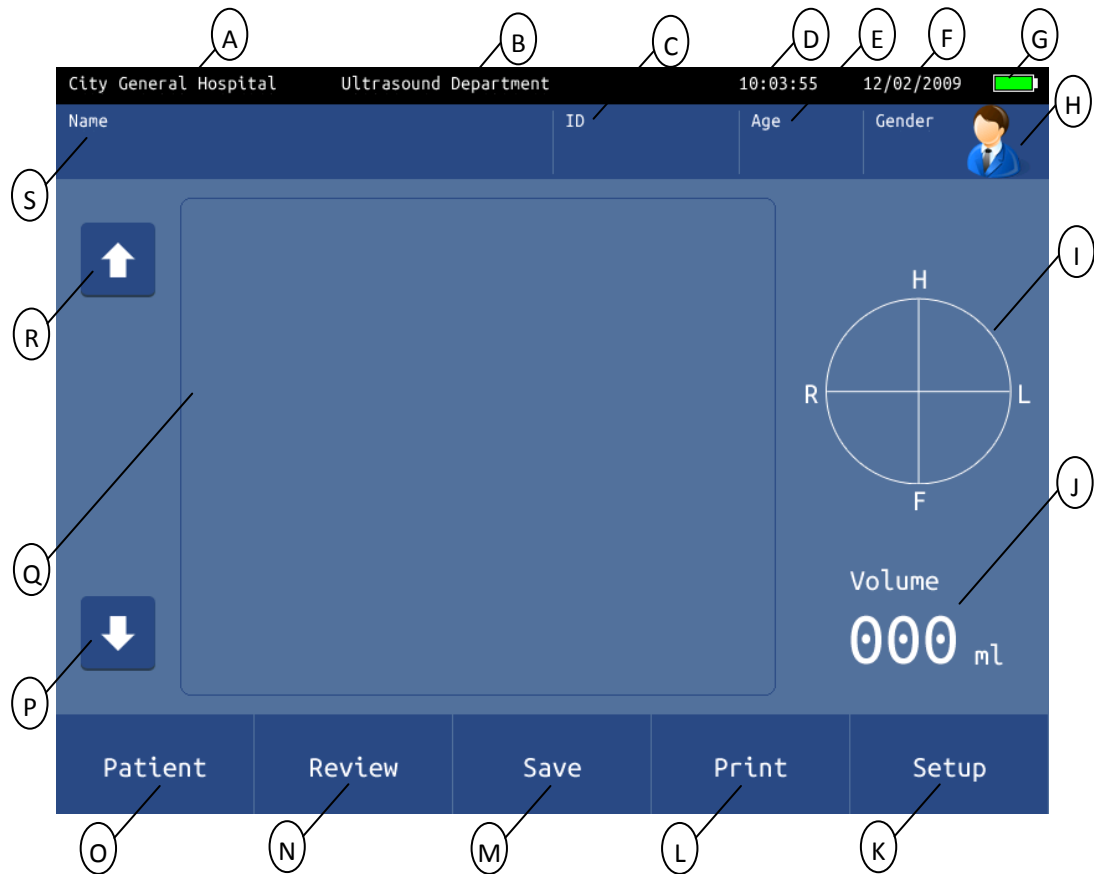 A B C D E F G
City General Hospital Ultrasound Department 10:03:55 12/02/2009
H
Name ID Age Gender
S
I
H
R
R L
F
J
Q
Volume
000 ml
P
Patient Review Save Print Setup
O N M L K